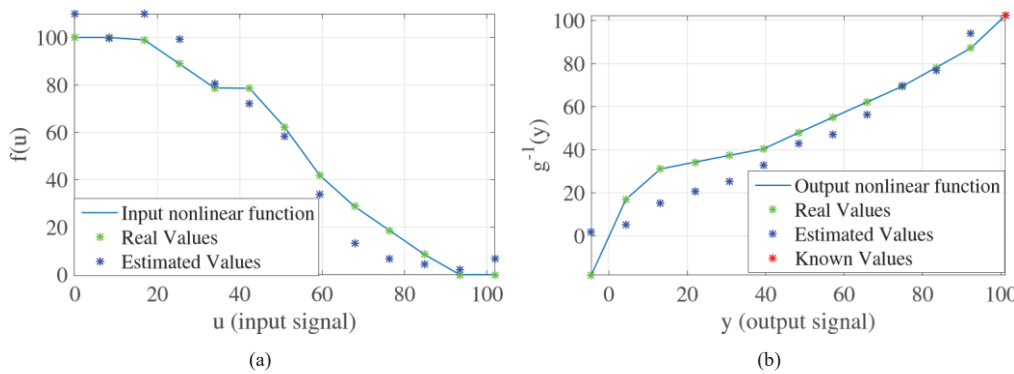 100
80
60
40
20
0
f(u)
0
20
40
60
80
100
u (input signal)
Input nonlinear function
Real Values
Estimated Values
(a)
100
80
60
40
20
0
g⁻¹(y)
0
20
40
60
80
100
y (output signal)
Output nonlinear function
Real Values
Estimated Values
Known Values
(b)